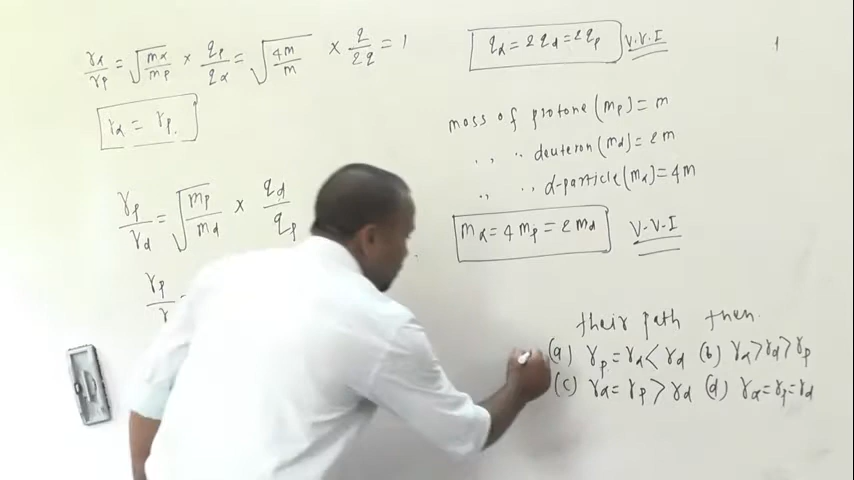 rα/rp = √mα/mp × qp/qα = √4m/m × q/2q = 1
rα = rp.
rp/rd = √mp/md × qd/qp
rp/r
qα = 2qd = 2qp V.V.I
1
moss of protone (mp) = m
,, ,, deuteron (md) = 2m
,, ,, α-particle (mα) = 4m
mα = 4mp = 2md V-V-I
their path then.
(a) rp = rα < rd (b) rα > rd > rp
(c) rα = rp > rd (d) rα = rp = rd